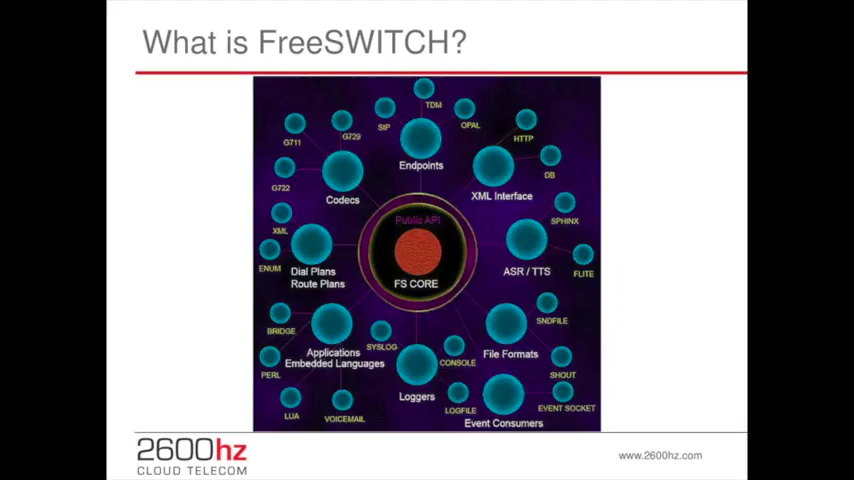 What is FreeSWITCH?
TDM
SIP
OPAL
G711
G729
HTTP
Endpoints
DB
G722
Codecs
XML Interface
XML
Public API
SPHINX
ENUM
Dial Plans
Route Plans
FS CORE
ASR / TTS
FLITE
BRIDGE
SNDFILE
Applications
Embedded Languages
SYSLOG
CONSOLE
File Formats
PERL
SHOUT
Loggers
LUA
VOICEMAIL
LOGFILE
EVENT SOCKET
Event Consumers
2600hz
CLOUD TELECOM
www.2600hz.com